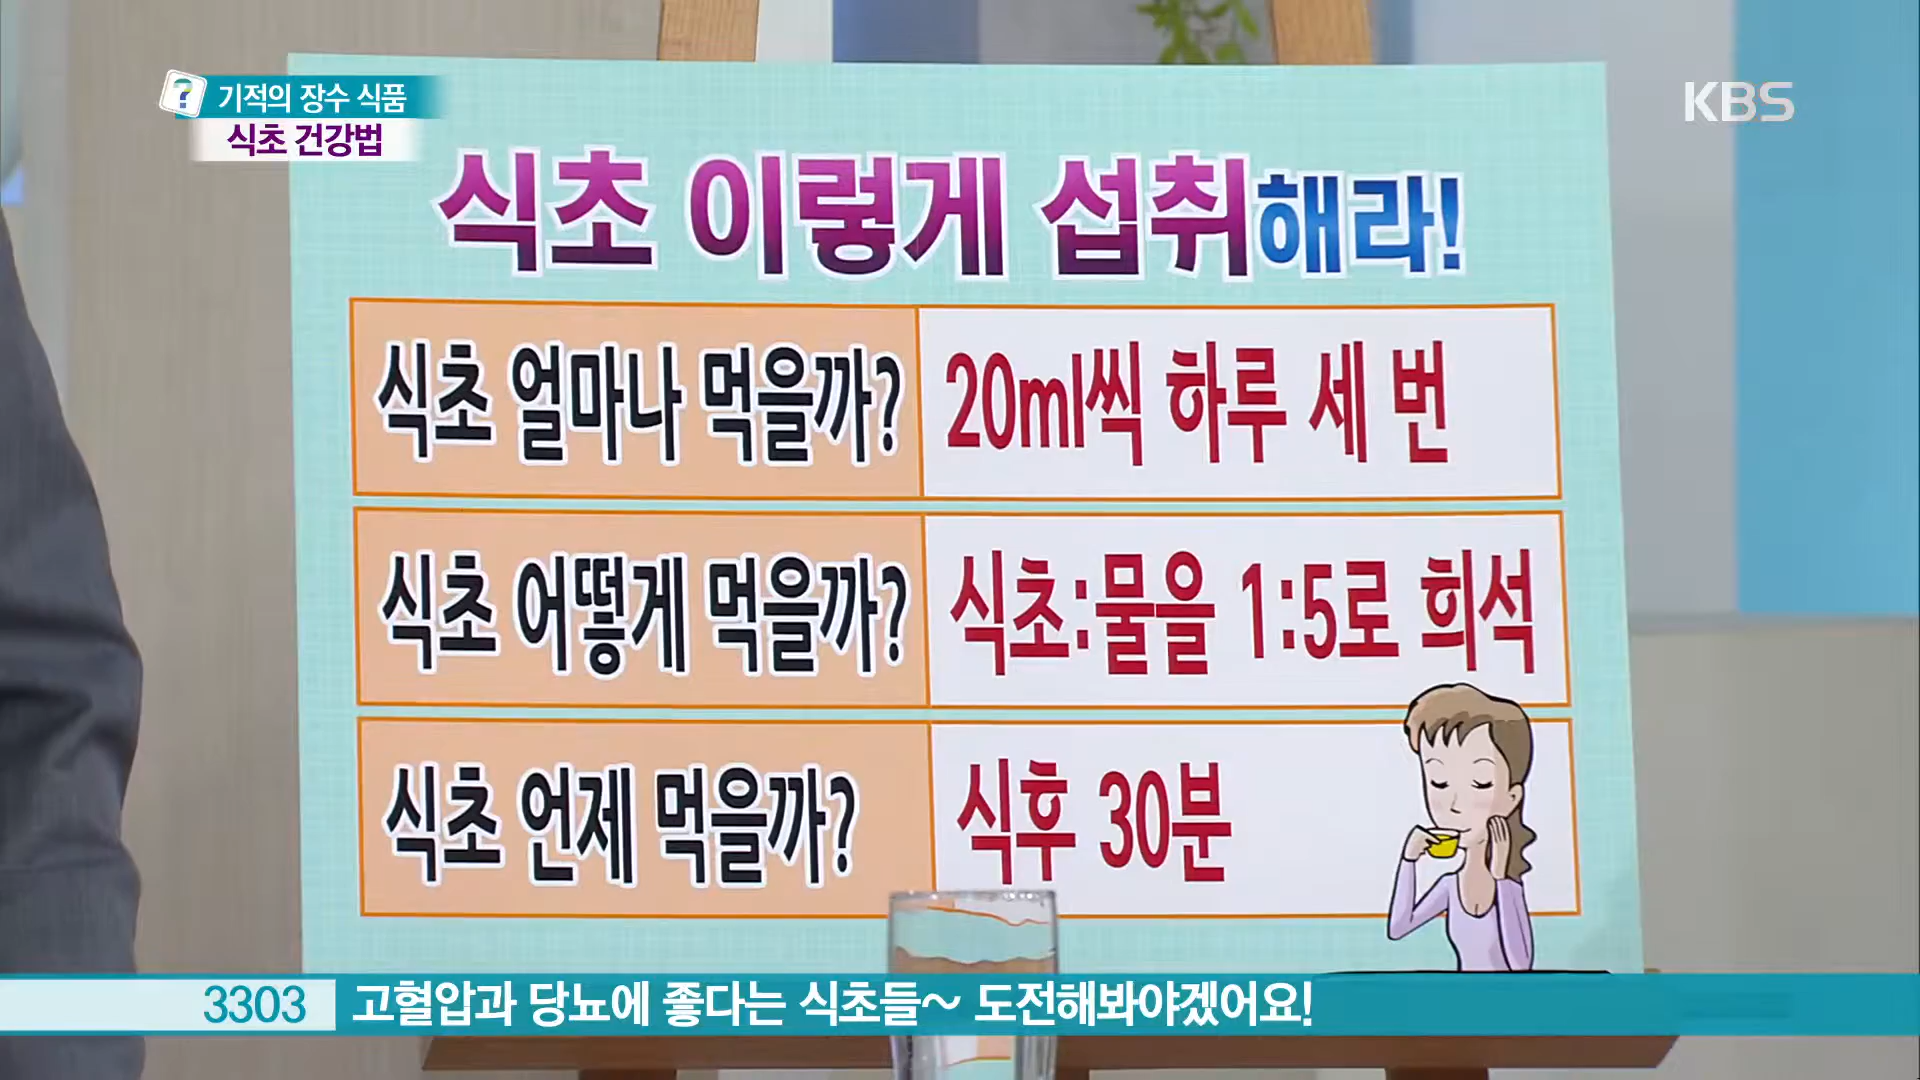 기적의 장수 식품
식초 건강법
KBS
식초 이렇게 섭취해라!
식초 얼마나 먹을까?
20ml씩 하루 세 번
식초 어떻게 먹을까?
식초:물을 1:5로 희석
식초 언제 먹을까?
식후 30분
3303
고혈압과 당뇨에 좋다는 식초들~ 도전해봐야겠어요!